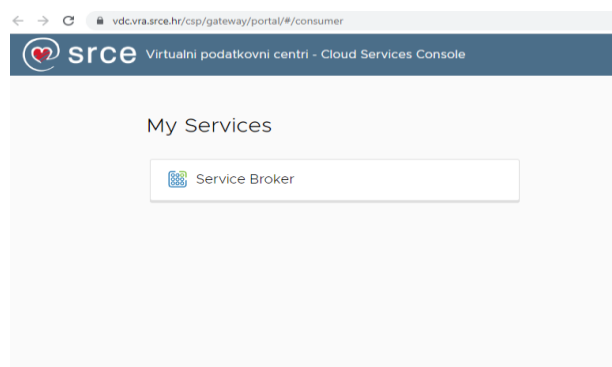 vdc.vra.srce.hr/csp/gateway/portal/#/consumer
srce Virtualni podatkovni centri - Cloud Services Console
My Services
Service Broker